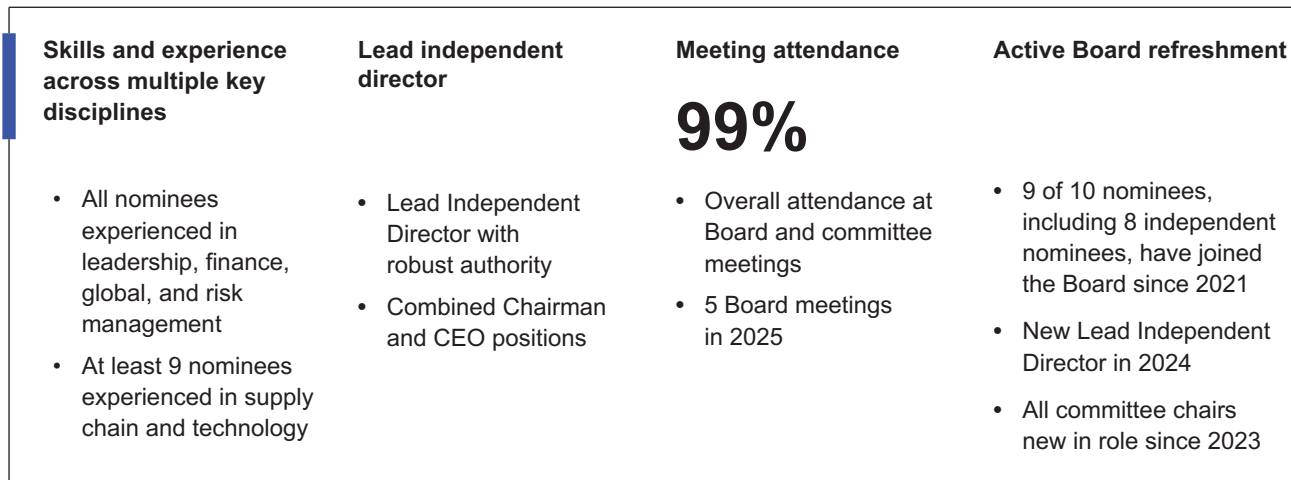 Skills and experience
across multiple key
disciplines
• All nominees
experienced in
leadership, finance,
global, and risk
management
• At least 9 nominees
experienced in supply
chain and technology
Lead independent
director
• Lead Independent
Director with
robust authority
• Combined Chairman
and CEO positions
Meeting attendance
99%
• Overall attendance at
Board and committee
meetings
• 5 Board meetings
in 2025
Active Board refreshment
• 9 of 10 nominees,
including 8 independent
nominees, have joined
the Board since 2021
• New Lead Independent
Director in 2024
• All committee chairs
new in role since 2023